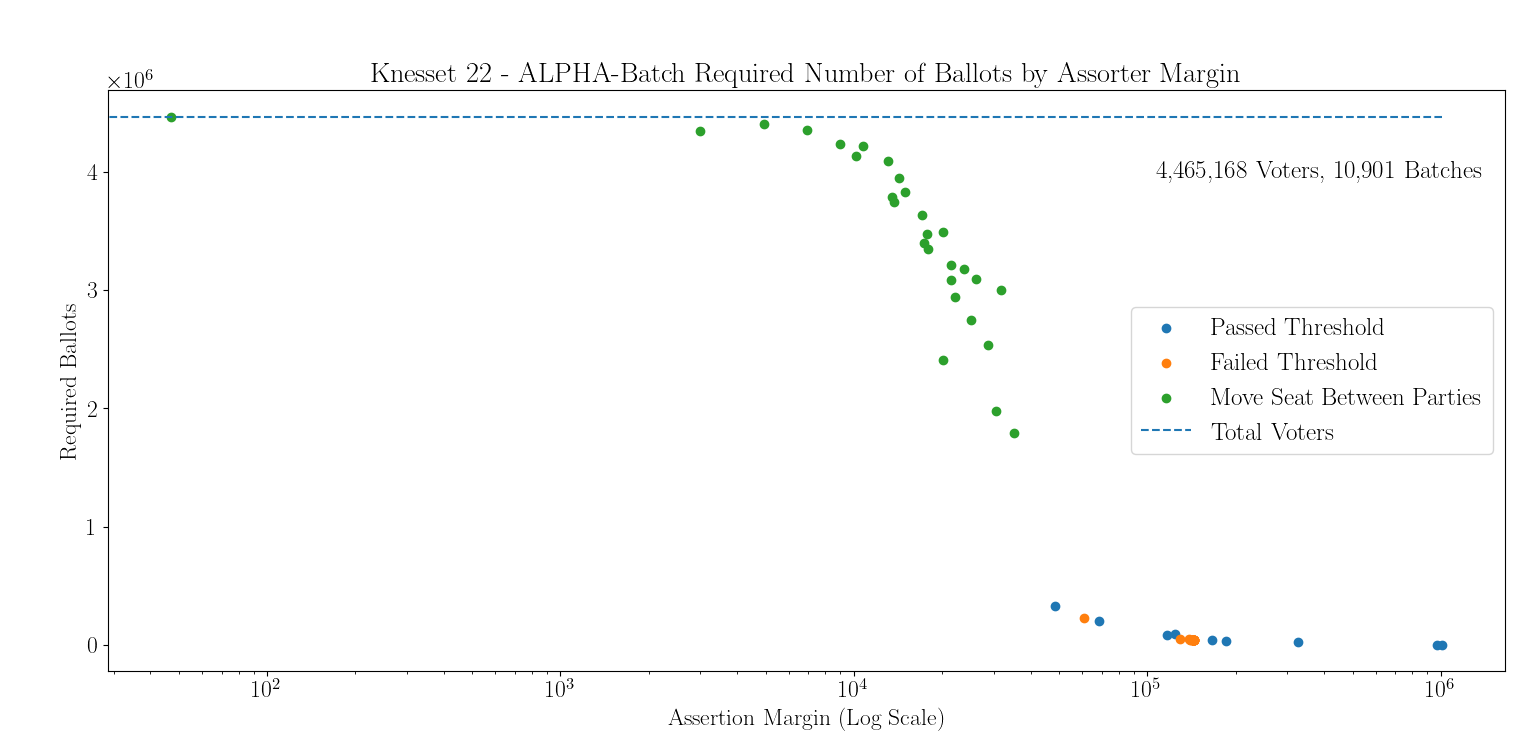 Knesset 22 - ALPHA-Batch Required Number of Ballots by Assorter Margin
×10⁶
4,465,168 Voters, 10,901 Batches
4
3
2
1
0
Required Ballots
Passed Threshold
Failed Threshold
Move Seat Between Parties
Total Voters
10² 10³ 10⁴ 10⁵ 10⁶
Assertion Margin (Log Scale)